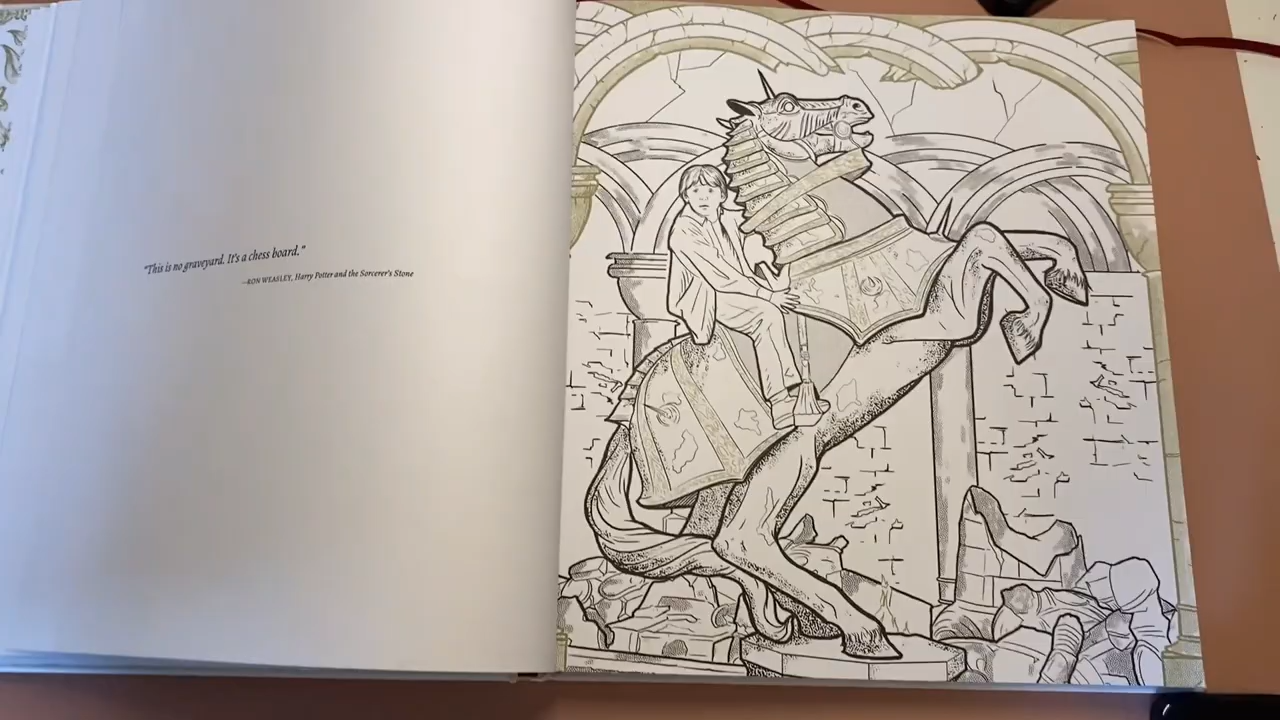 "This is no graveyard. It's a chess board."
—RON WEASLEY, Harry Potter and the Sorcerer's Stone